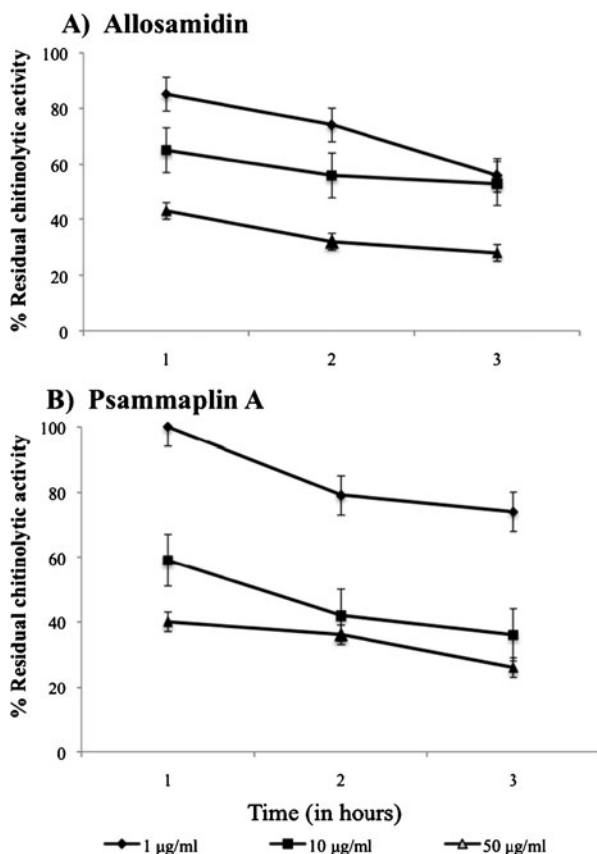 A) Allosamidin
% Residual chitinolytic activity
100
80
60
40
20
0
1 2 3
B) Psammaplin A
% Residual chitinolytic activity
100
80
60
40
20
0
1 2 3
Time (in hours)
1 µg/ml 10 µg/ml 50 µg/ml